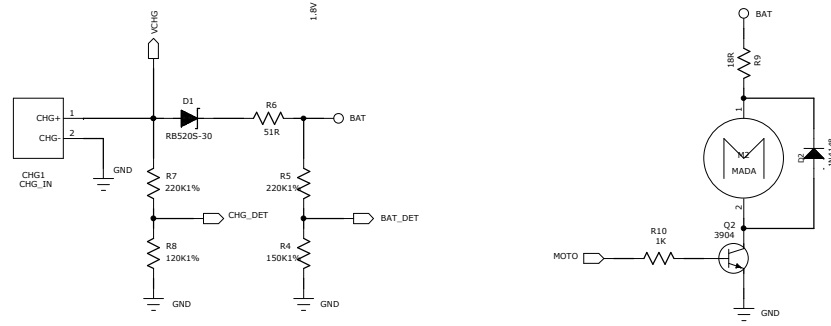 VCHG
1.8V
BAT
18R
R9
D1
R6
CHG+
1
BAT
1
CHG-
2
RB520S-30
51R
M2
D2
1N4148
MADA
CHG1
CHG_IN
GND
R7
220K1%
R5
220K1%
2
CHG_DET
BAT_DET
Q2
3904
R10
1K
R8
120K1%
R4
150K1%
MOTO
GND
GND
GND